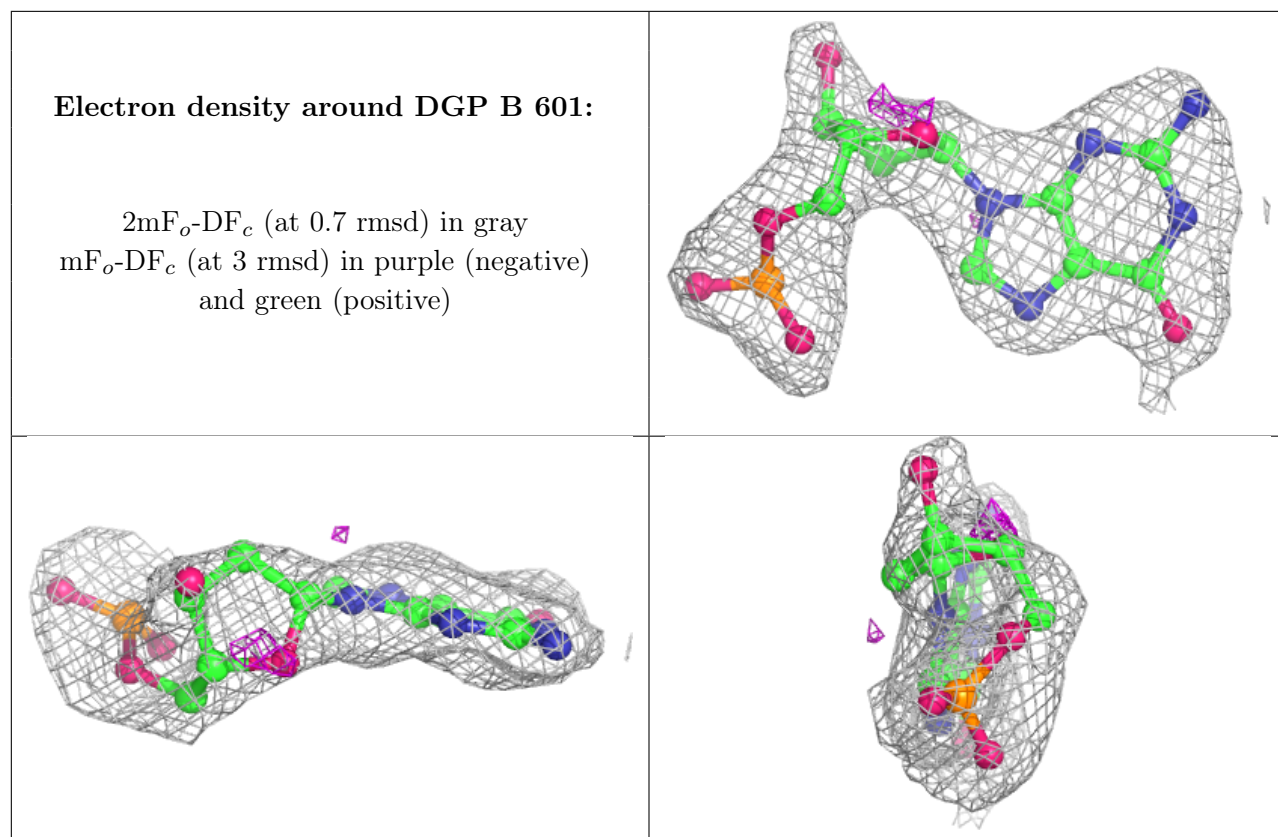 Electron density around DGP B 601:
2mFo-DFc (at 0.7 rmsd) in gray
mFo-DFc (at 3 rmsd) in purple (negative)
and green (positive)